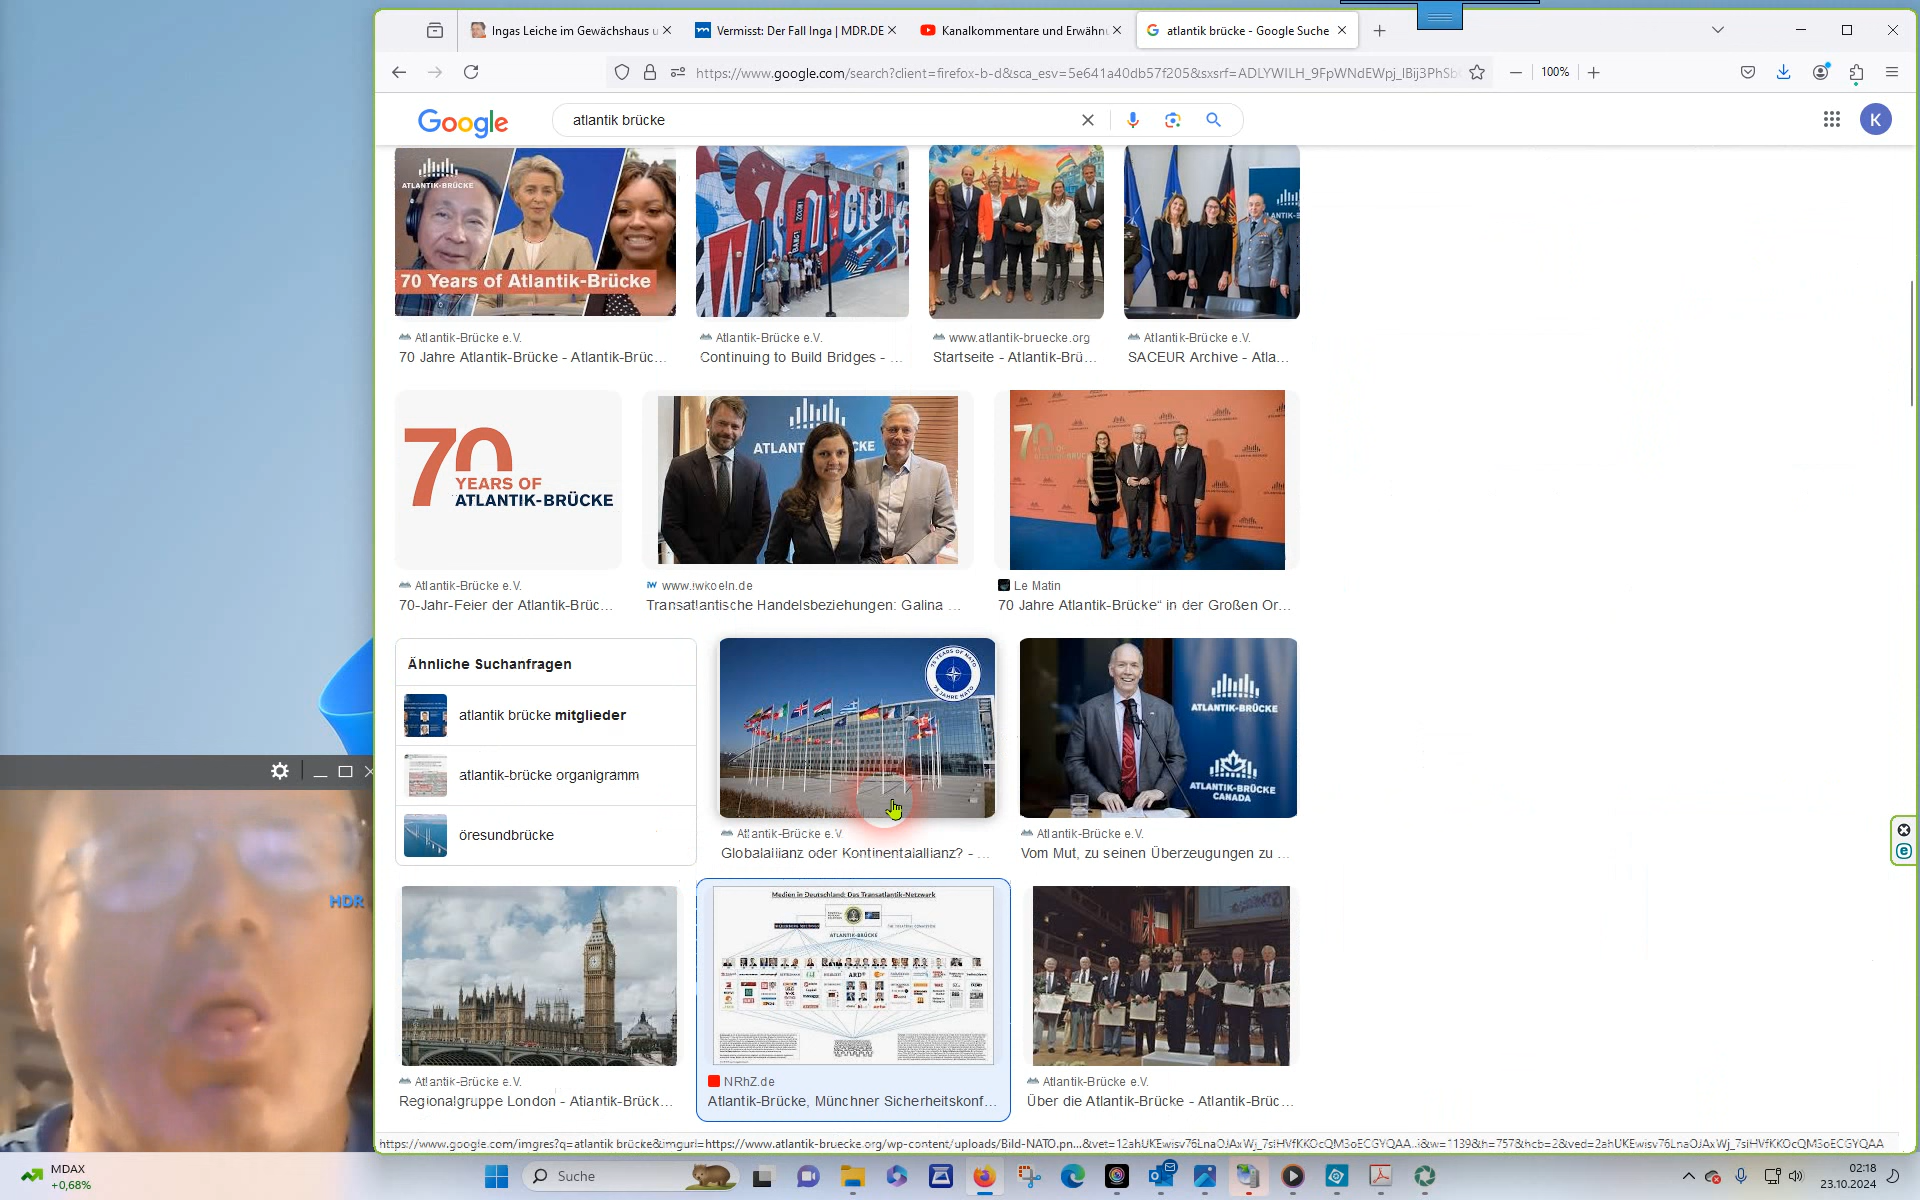 Ingas Leiche im Gewächshaus u
Vermisst: Der Fall Inga | MDR.DE
Kanalkommentare und Erwähnu
atlantik brücke - Google Suche
https://www.google.com/search?client=firefox-b-d&sca_esv=5e641a40db57f205&sxsrf=ADLYWILH_9FpWNdEWpj_IBij3PhSb
100%
Google
atlantik brücke
K
ATLANTIK-BRÜCKE
70 Years of Atlantik-Brücke
Atlantik-Brücke e.V.
70 Jahre Atlantik-Brücke - Atlantik-Brüc...
Atlantik-Brücke e.V.
Continuing to Build Bridges - ...
www.atlantik-bruecke.org
Startseite - Atlantik-Brü...
Atlantik-Brücke e.V.
SACEUR Archive - Atla...
70
YEARS OF
ATLANTIK-BRÜCKE
Atlantik-Brücke e.V.
70-Jahr-Feier der Atlantik-Brüc...
www.iwkoeln.de
Transatlantische Handelsbeziehungen: Galina ...
Le Matin
70 Jahre Atlantik-Brücke“ in der Großen Or...
Ähnliche Suchanfragen
atlantik brücke mitglieder
atlantik-brücke organigramm
öresundbrücke
75 YEARS OF NATO
Atlantik-Brücke e.V.
Globalallianz oder Kontinentalallianz? - ...
ATLANTIK-BRÜCKE
ATLANTIK-BRÜCKE
CANADA
Atlantik-Brücke e.V.
Vom Mut, zu seinen Überzeugungen zu ...
Atlantik-Brücke e.V.
Regionalgruppe London - Atlantik-Brück...
Medien in Deutschland: Das Transatlantik-Netzwerk
ATLANTIK-BRÜCKE
NRhZ.de
Atlantik-Brücke, Münchner Sicherheitskonf...
Atlantik-Brücke e.V.
Über die Atlantik-Brücke - Atlantik-Brüc...
HDR
MDAX
+0,68%
Suche
02:18
23.10.2024